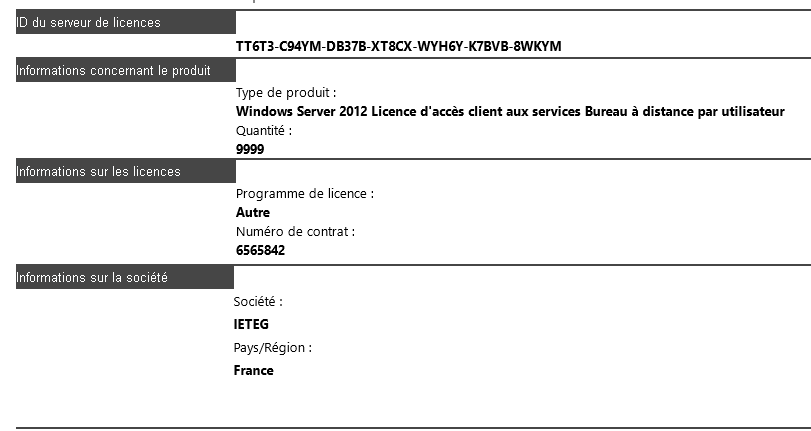 ID du serveur de licences
TT6T3-C94YM-DB37B-XT8CX-WYH6Y-K7BVB-8WKYM
Informations concernant le produit
Type de produit :
Windows Server 2012 Licence d'accès client aux services Bureau à distance par utilisateur
Quantité :
9999
Informations sur les licences
Programme de licence :
Autre
Numéro de contrat :
6565842
Informations sur la société
Société :
IETEG
Pays/Région :
France